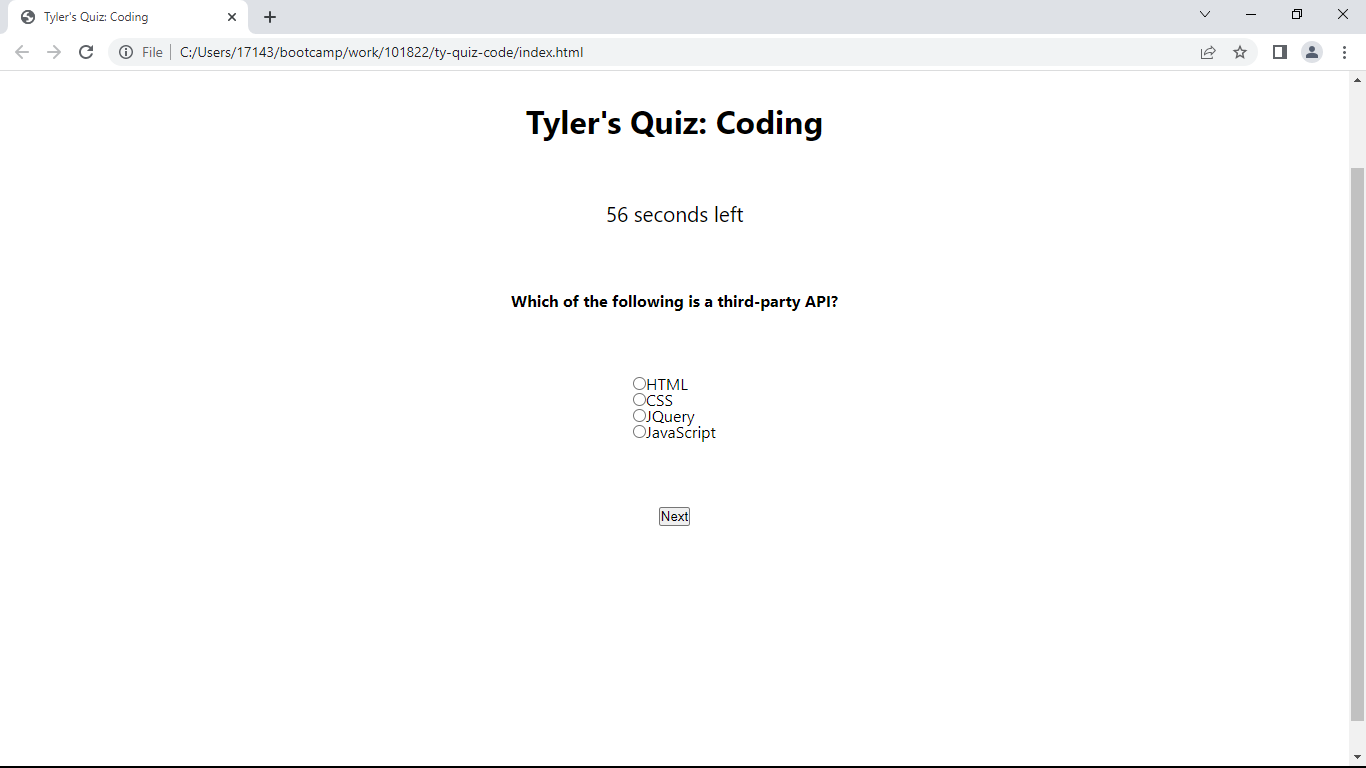 Tyler's Quiz: Coding
File
C:/Users/17143/bootcamp/work/101822/ty-quiz-code/index.html
Tyler's Quiz: Coding
56 seconds left
Which of the following is a third-party API?
HTML
CSS
JQuery
JavaScript
Next